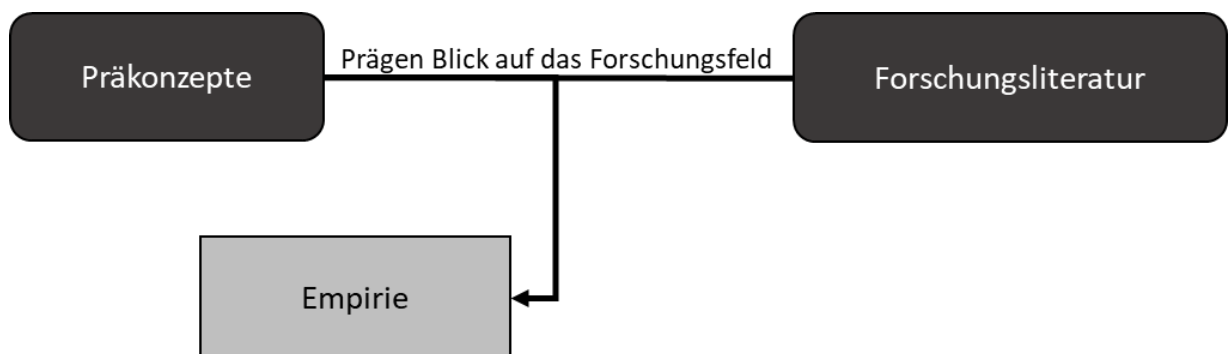 Präkonzepte
Prägen Blick auf das Forschungsfeld
Forschungsliteratur
Empirie